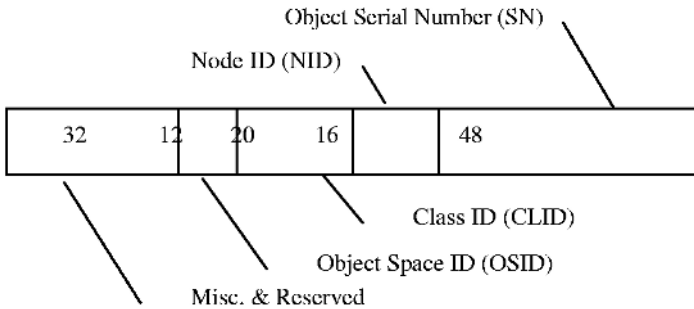 Object Serial Number (SN)
Node ID (NID)
32 12 20 16 48
Class ID (CLID)
Object Space ID (OSID)
Misc. & Reserved